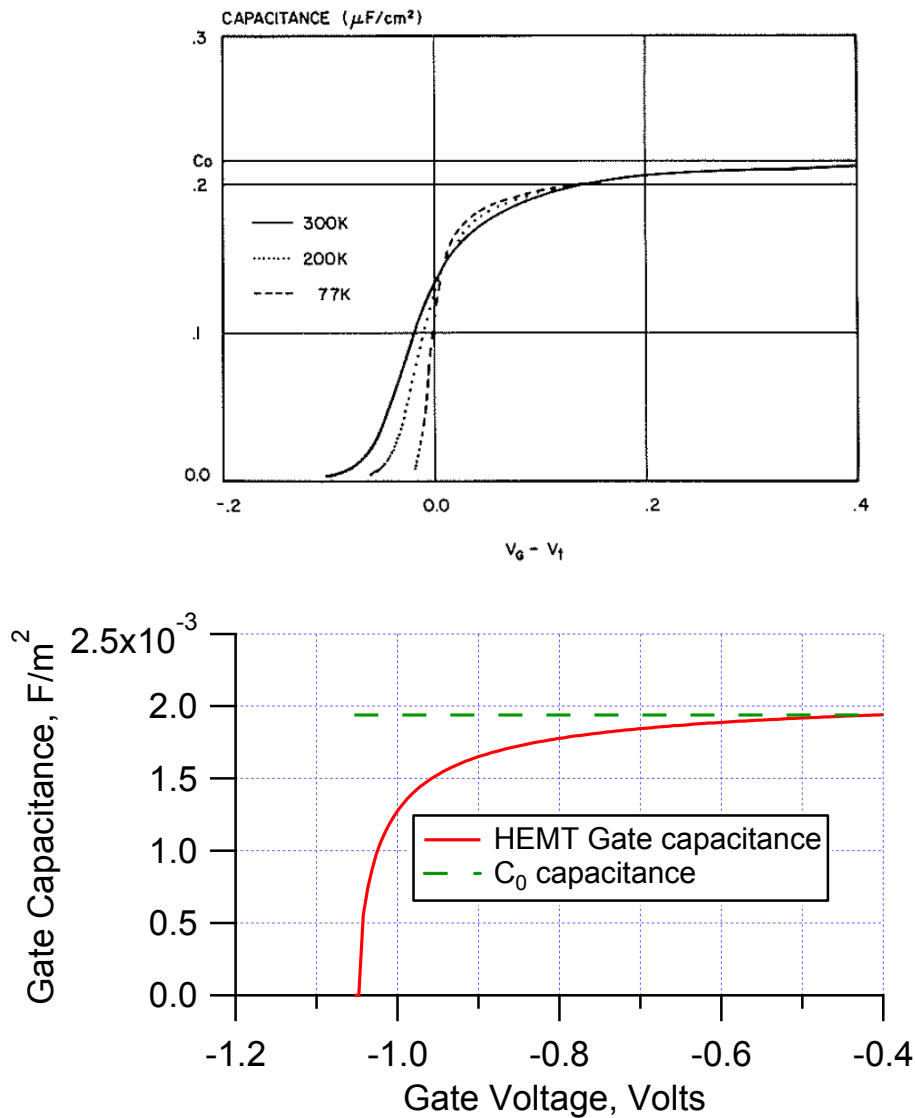 CAPACITANCE (μF/cm²)
.3
Co
.2
300K
200K
77K
.1
0.0
-.2 0.0 .2 .4
V_G - V_t
2.5x10⁻³
2.0
1.5
1.0
0.5
0.0
Gate Capacitance, F/m²
HEMT Gate capacitance
C₀ capacitance
-1.2 -1.0 -0.8 -0.6 -0.4
Gate Voltage, Volts